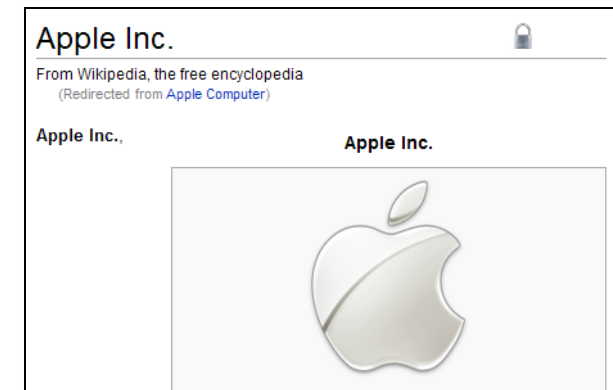 Apple Inc.
From Wikipedia, the free encyclopedia
(Redirected from Apple Computer)
Apple Inc.,
Apple Inc.